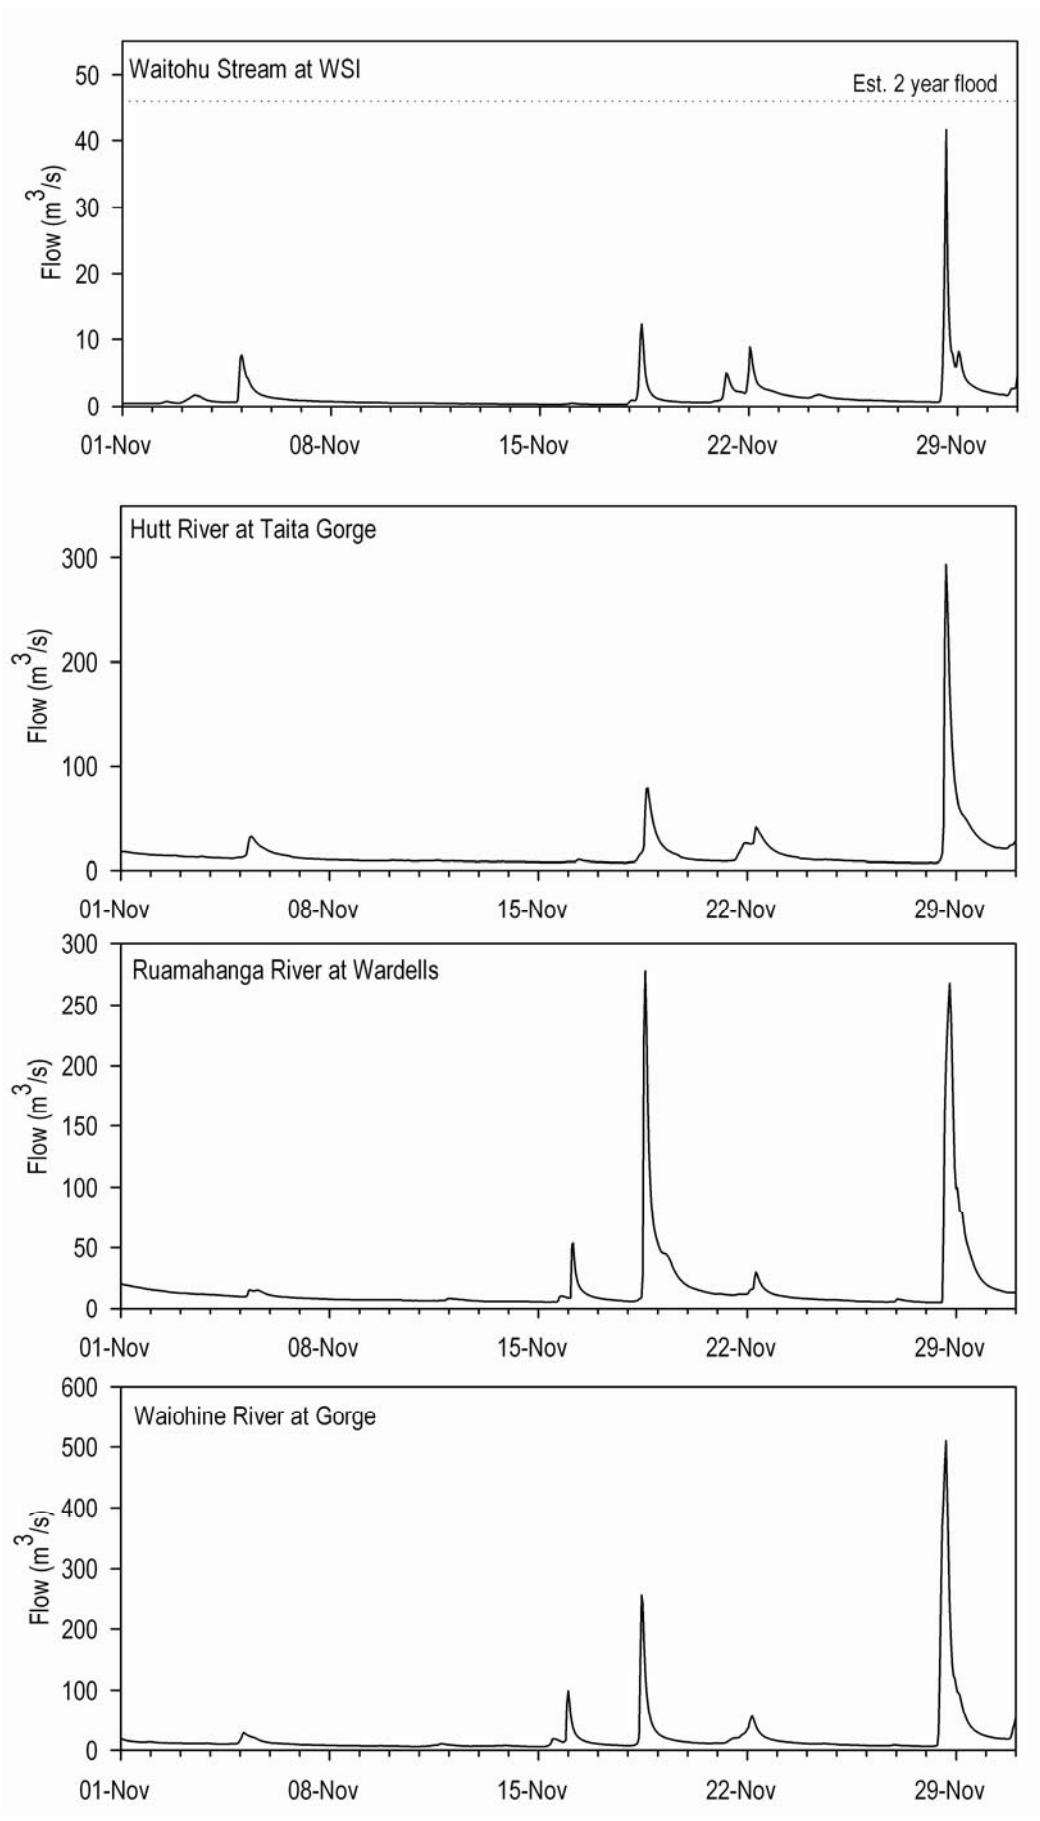 Waitohu Stream at WSI
Est. 2 year flood
50
40
30
20
10
0
Flow (m³/s)
01-Nov 08-Nov 15-Nov 22-Nov 29-Nov
Hutt River at Taita Gorge
300
200
100
0
Flow (m³/s)
01-Nov 08-Nov 15-Nov 22-Nov 29-Nov
Ruamahanga River at Wardells
300
250
200
150
100
50
0
Flow (m³/s)
01-Nov 08-Nov 15-Nov 22-Nov 29-Nov
Waiohine River at Gorge
600
500
400
300
200
100
0
Flow (m³/s)
01-Nov 08-Nov 15-Nov 22-Nov 29-Nov